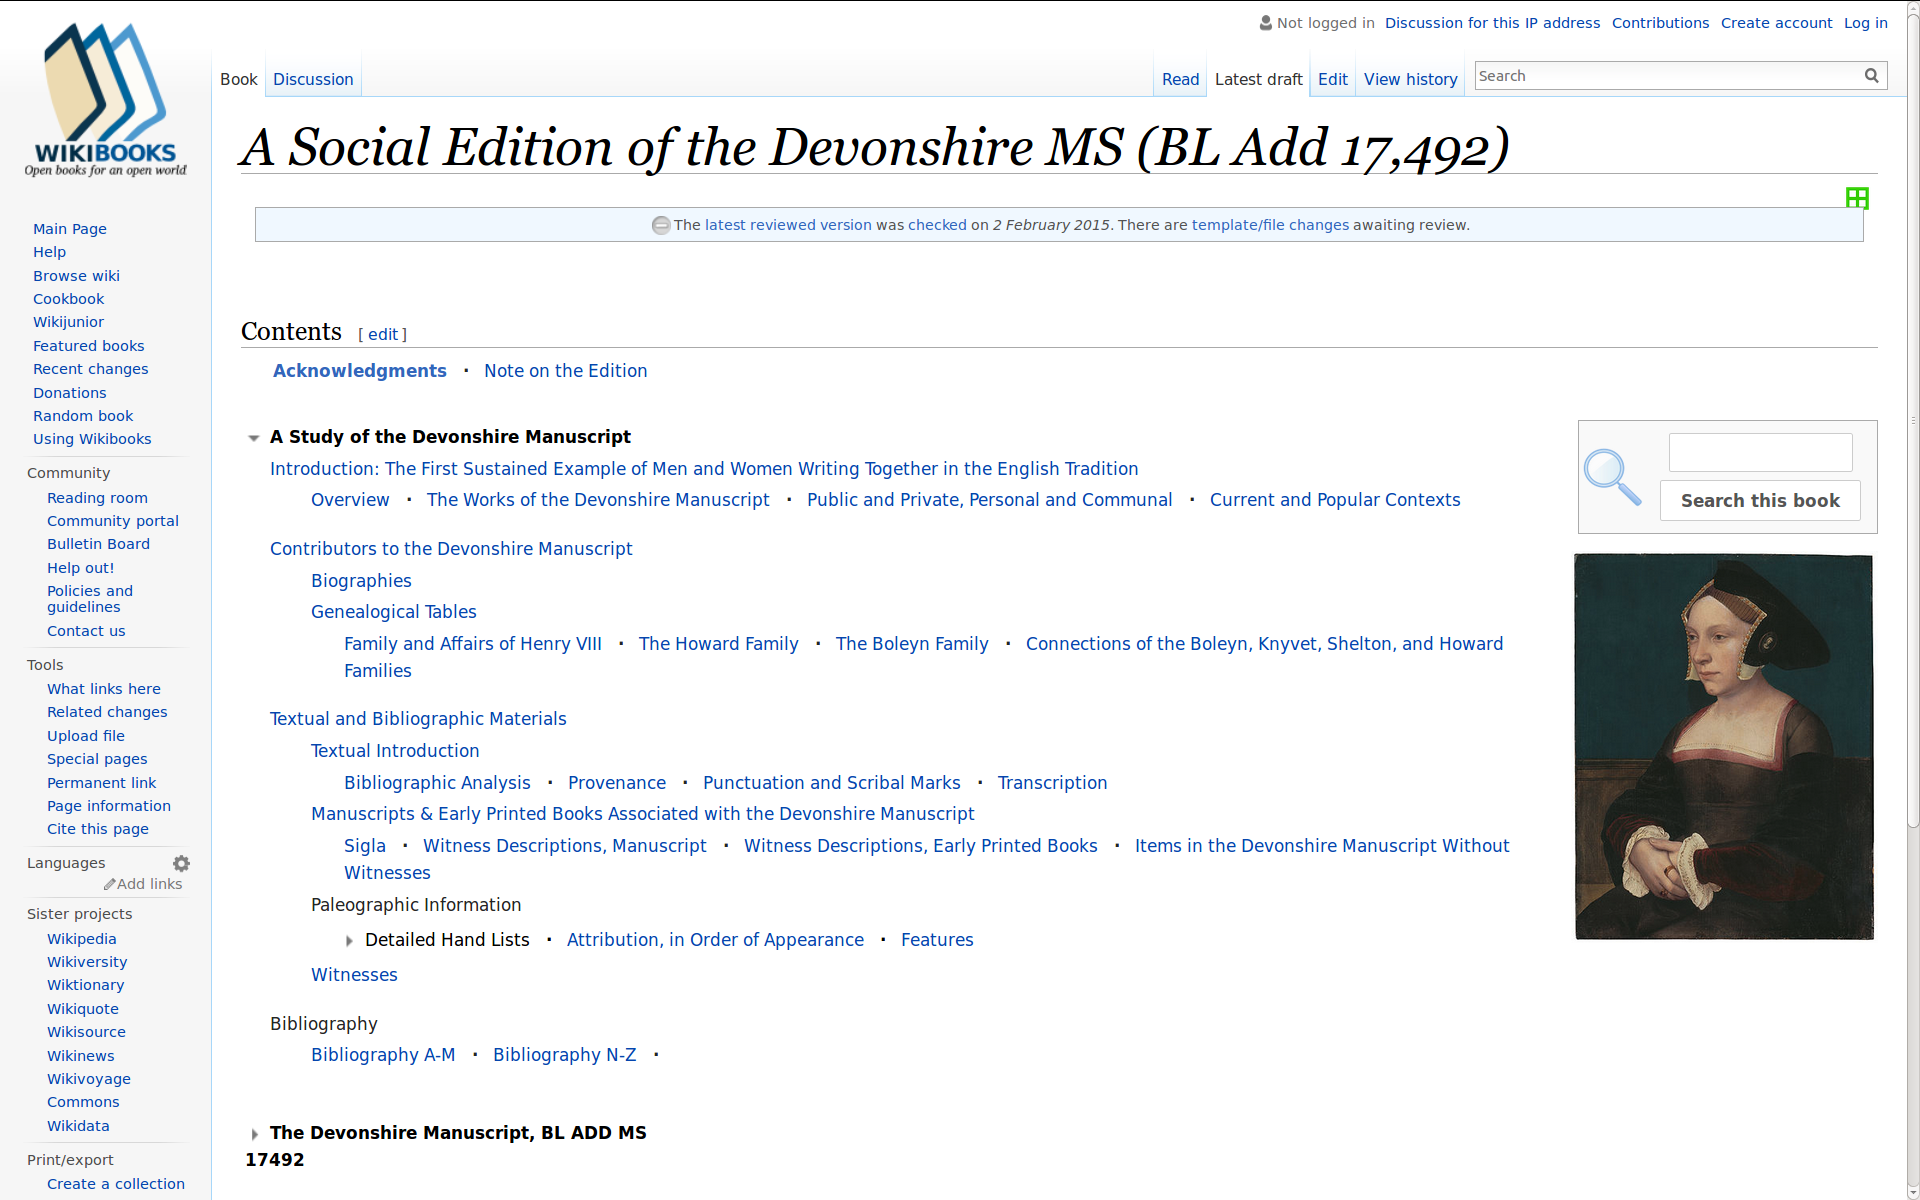 Not logged in Discussion for this IP address Contributions Create account Log in
Book Discussion Read Latest draft Edit View history Search
WIKIBOOKS
Open books for an open world
A Social Edition of the Devonshire MS (BL Add 17,492)
The latest reviewed version was checked on 2 February 2015. There are template/file changes awaiting review.
Main Page
Help
Browse wiki
Cookbook
Wikijunior
Featured books
Recent changes
Donations
Random book
Using Wikibooks
Community
Reading room
Community portal
Bulletin Board
Help out!
Policies and
guidelines
Contact us
Tools
What links here
Related changes
Upload file
Special pages
Permanent link
Page information
Cite this page
Languages
Add links
Sister projects
Wikipedia
Wikiversity
Wiktionary
Wikiquote
Wikisource
Wikinews
Wikivoyage
Commons
Wikidata
Print/export
Create a collection
Contents [ edit ]
Acknowledgments · Note on the Edition
A Study of the Devonshire Manuscript
Introduction: The First Sustained Example of Men and Women Writing Together in the English Tradition
Overview · The Works of the Devonshire Manuscript · Public and Private, Personal and Communal · Current and Popular Contexts
Contributors to the Devonshire Manuscript
Biographies
Genealogical Tables
Family and Affairs of Henry VIII · The Howard Family · The Boleyn Family · Connections of the Boleyn, Knyvet, Shelton, and Howard
Families
Textual and Bibliographic Materials
Textual Introduction
Bibliographic Analysis · Provenance · Punctuation and Scribal Marks · Transcription
Manuscripts & Early Printed Books Associated with the Devonshire Manuscript
Sigla · Witness Descriptions, Manuscript · Witness Descriptions, Early Printed Books · Items in the Devonshire Manuscript Without
Witnesses
Paleographic Information
Detailed Hand Lists · Attribution, in Order of Appearance · Features
Witnesses
Bibliography
Bibliography A-M · Bibliography N-Z ·
The Devonshire Manuscript, BL ADD MS
17492
Search this book